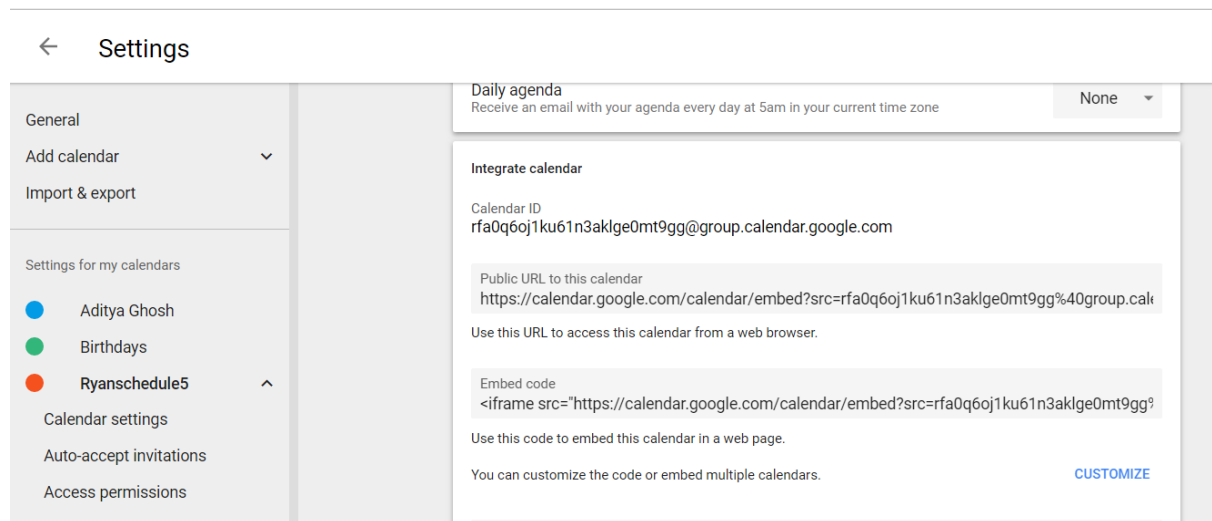 Settings
General
Add calendar
Import & export
Settings for my calendars
Aditya Ghosh
Birthdays
Ryanschedule5
Calendar settings
Auto-accept invitations
Access permissions
Daily agenda
Receive an email with your agenda every day at 5am in your current time zone
None
Integrate calendar
Calendar ID
rfa0q6oj1ku61n3aklge0mt9gg@group.calendar.google.com
Public URL to this calendar
https://calendar.google.com/calendar/embed?src=rfa0q6oj1ku61n3aklge0mt9gg%40group.cale
Use this URL to access this calendar from a web browser.
Embed code
<iframe src="https://calendar.google.com/calendar/embed?src=rfa0q6oj1ku61n3aklge0mt9gg%
Use this code to embed this calendar in a web page.
You can customize the code or embed multiple calendars.
CUSTOMIZE